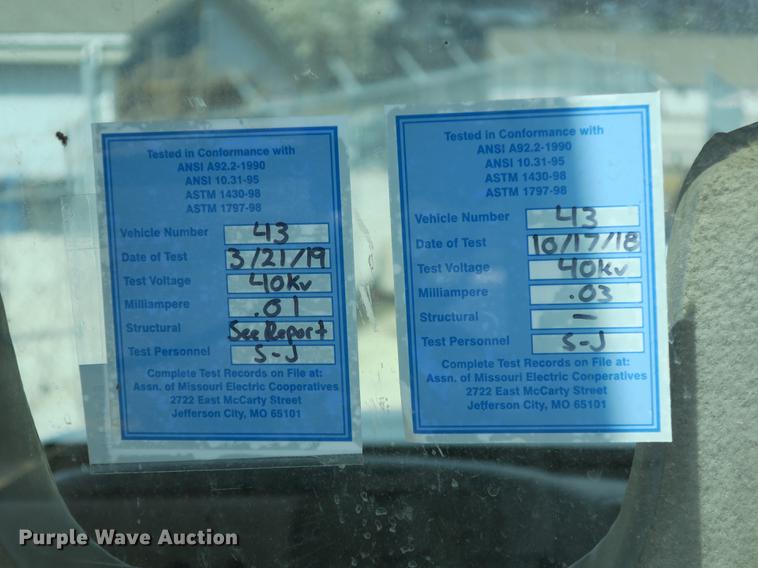 Tested in Conformance with
ANSI A92.2-1990
ANSI 10.31-95
ASTM 1430-98
ASTM 1797-98
Vehicle Number 43
Date of Test 3/21/19
Test Voltage 40Kv
Milliampere .01
Structural See Report
Test Personnel S-J
Complete Test Records on File at:
Assn. of Missouri Electric Cooperatives
2722 East McCarty Street
Jefferson City, MO 65101
Tested in Conformance with
ANSI A92.2-1990
ANSI 10.31-95
ASTM 1430-98
ASTM 1797-98
Vehicle Number 43
Date of Test 10/17/18
Test Voltage 40Kv
Milliampere .03
Structural –
Test Personnel S-J
Complete Test Records on File at:
Assn. of Missouri Electric Cooperatives
2722 East McCarty Street
Jefferson City, MO 65101
Purple Wave Auction